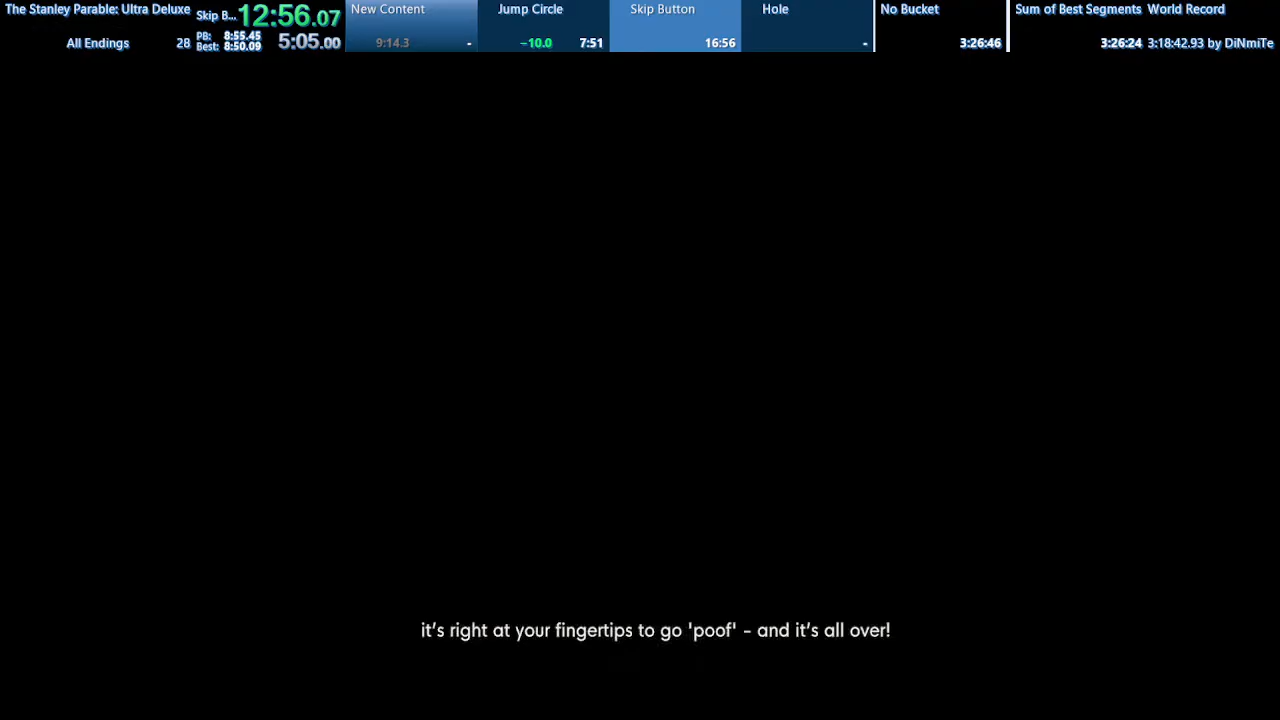 The Stanley Parable: Ultra Deluxe
All Endings 28
Skip B... 12:56.07
PB: 8:55.45
Best: 8:50.09
5:05.00
New Content
9:14.3 -
Jump Circle
-10.0 7:51
Skip Button
16:56
Hole
-
No Bucket
3:26:46
Sum of Best Segments World Record
3:26:24 3:18:42.93 by DiNmiTe
it's right at your fingertips to go 'poof' - and it's all over!